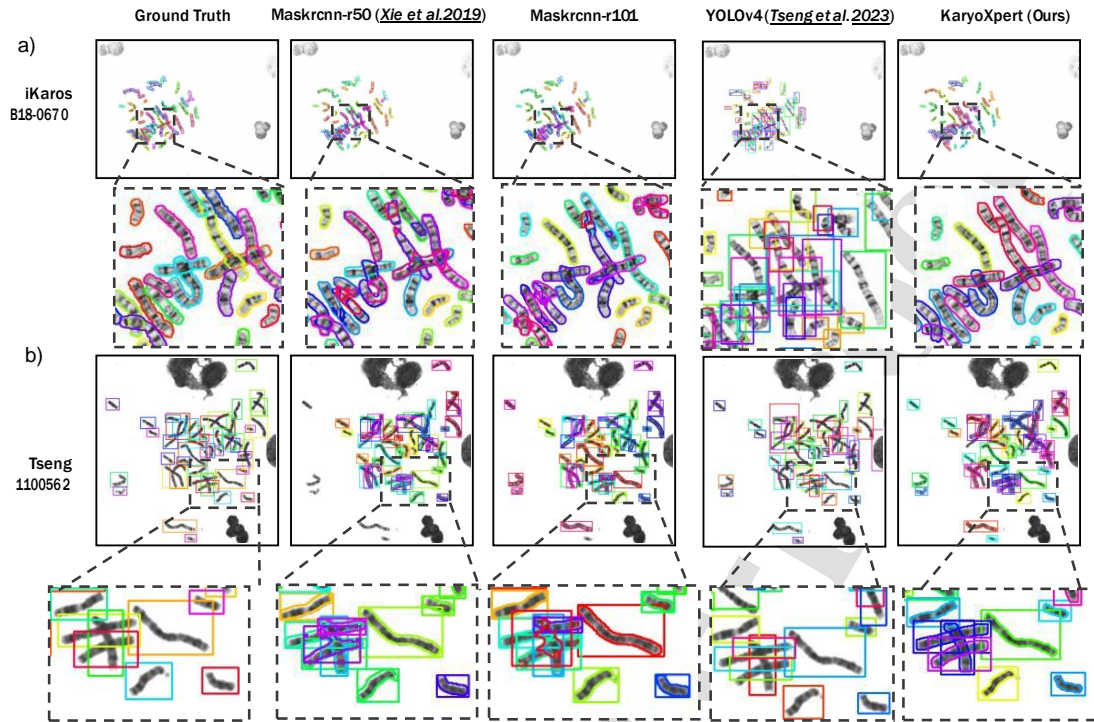 Ground Truth
Maskrcnn-r50 (Xie et al.2019)
Maskrcnn-r101
YOLOv4(Tseng et al. 2023)
KaryoXpert (Ours)
a)
iKaros
B18-0670
b)
Tseng
1100562